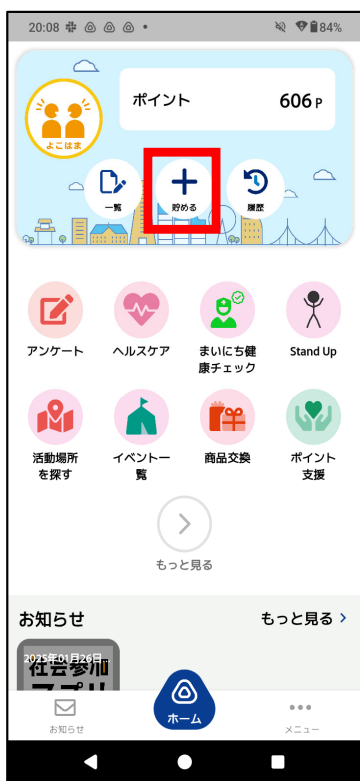 20:08
84%
よこはま
ポイント
606 P
一覧
貯める
履歴
アンケート
ヘルスケア
まいにち健
康チェック
Stand Up
活動場所
を探す
イベント一
覧
商品交換
ポイント
支援
もっと見る
お知らせ
もっと見る
2025年01月26日
社会参加
アプリ
お知らせ
ホーム
メニュー